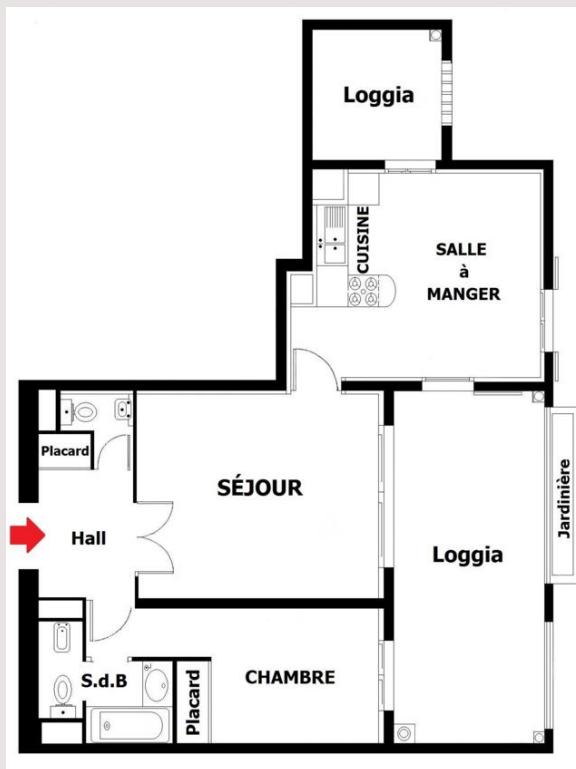 Loggia
CUISINE
SALLE
à
MANGER
Placard
SÉJOUR
Hall
Loggia
Jardinière
S.d.B
Placard
CHAMBRE